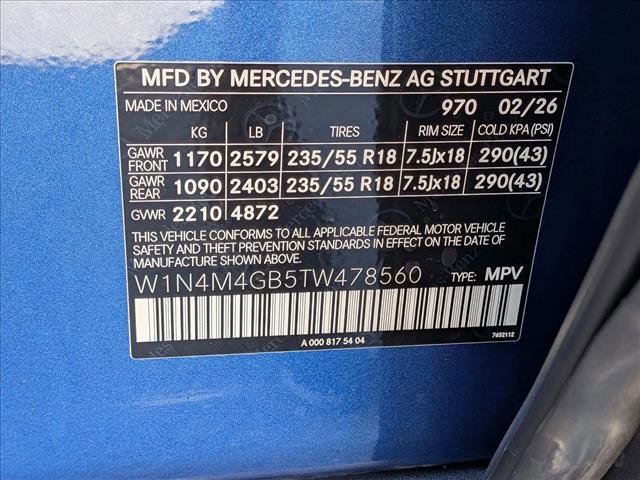 MFD BY MERCEDES-BENZ AG STUTTGART
MADE IN MEXICO 970 02/26
KG LB TIRES RIM SIZE COLD KPA (PSI)
GAWR FRONT 1170 2579 235/55 R18 7.5Jx18 290(43)
GAWR REAR 1090 2403 235/55 R18 7.5Jx18 290(43)
GVWR 2210 4872
THIS VEHICLE CONFORMS TO ALL APPLICABLE FEDERAL MOTOR
VEHICLE SAFETY STANDARDS IN EFFECT ON THE DATE OF
MANUFACTURE SHOWN ABOVE.
W1N4M4GB5TW478560 TYPE: MPV
A 000 817 54 04 7652112